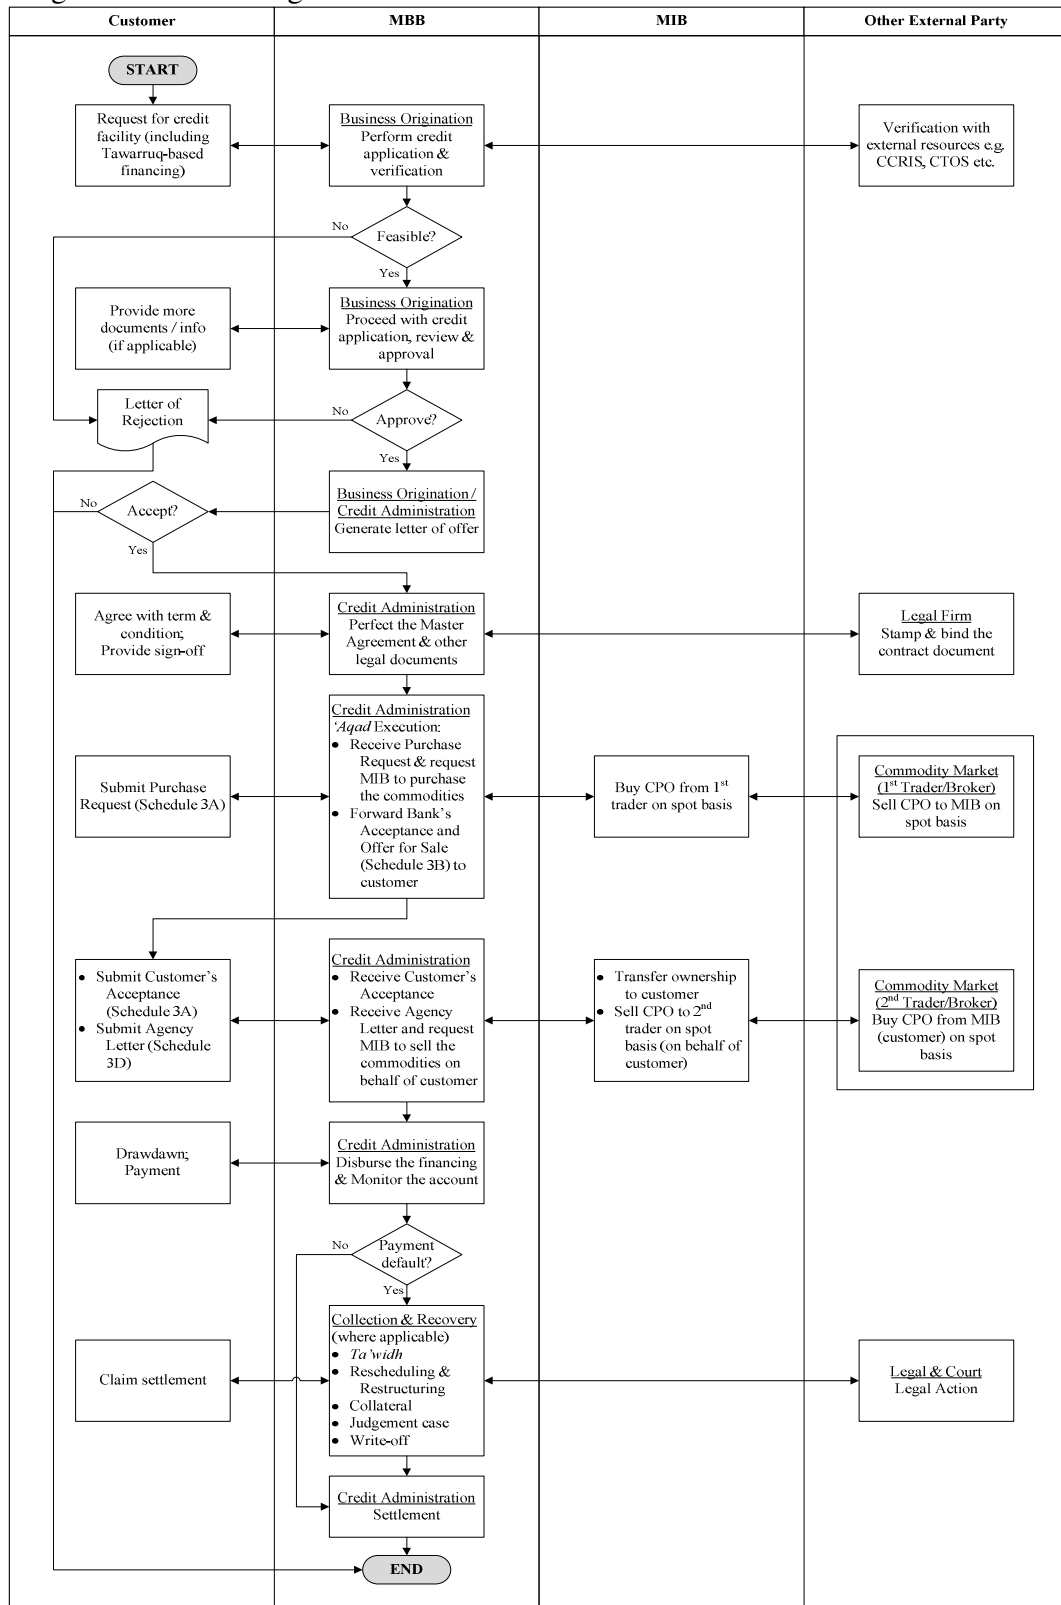 Customer
MBB
MIB
Other External Party
START
Request for credit
facility (including
Tawarruq-based
financing)
Business Origination
Perform credit
application &
verification
Verification with
external resources e.g.
CCRIS, CTOS etc.
No
Feasible?
Yes
Provide more
documents / info
(if applicable)
Business Origination
Proceed with credit
application, review &
approval
Letter of
Rejection
No
Approve?
Yes
No
Accept?
Yes
Business Origination /
Credit Administration
Generate letter of offer
Agree with term &
condition;
Provide sign-off
Credit Administration
Perfect the Master
Agreement & other
legal documents
Legal Firm
Stamp & bind the
contract document
Submit Purchase
Request (Schedule 3A)
Credit Administration
‘Aqad Execution:
• Receive Purchase
Request & request
MIB to purchase
the commodities
• Forward Bank’s
Acceptance and
Offer for Sale
(Schedule 3B) to
customer
Buy CPO from 1st
trader on spot basis
Commodity Market
(1st Trader/Broker)
Sell CPO to MIB on
spot basis
• Submit Customer’s
Acceptance
(Schedule 3A)
• Submit Agency
Letter (Schedule
3D)
Credit Administration
• Receive Customer’s
Acceptance
• Receive Agency
Letter and request
MIB to sell the
commodities on
behalf of customer
• Transfer ownership
to customer
• Sell CPO to 2nd
trader on spot
basis (on behalf of
customer)
Commodity Market
(2nd Trader/Broker)
Buy CPO from MIB
(customer) on spot
basis
Drawdawn;
Payment
Credit Administration
Disburse the financing
& Monitor the account
No
Payment
default?
Yes
Claim settlement
Collection & Recovery
(where applicable)
• Ta’widh
• Rescheduling &
Restructuring
• Collateral
• Judgement case
• Write-off
Legal & Court
Legal Action
Credit Administration
Settlement
END